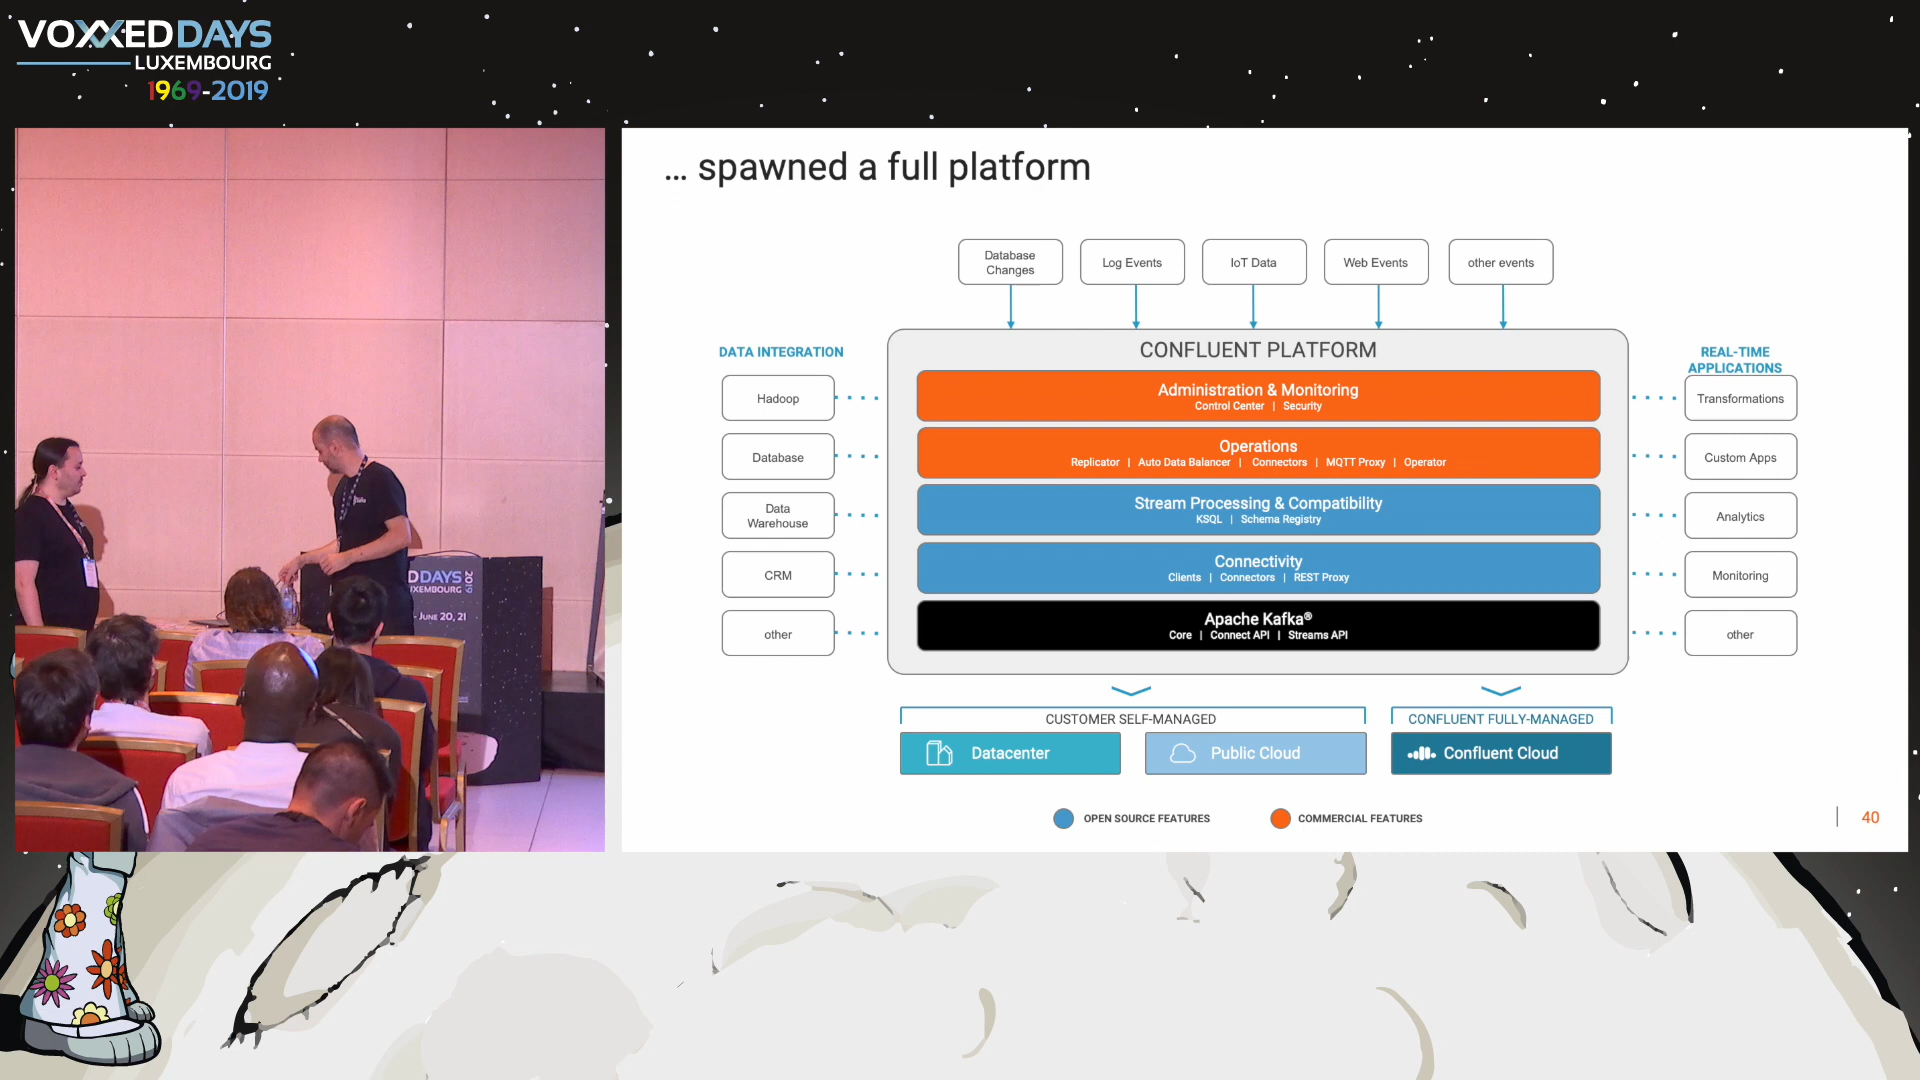 VOXXEDDAYS
LUXEMBOURG
1969-2019
DDAYS
2019
UXEMBOURG
- JUNE 20, 21
... spawned a full platform
Database
Changes
Log Events
IoT Data
Web Events
other events
DATA INTEGRATION
Hadoop
Database
Data
Warehouse
CRM
other
CONFLUENT PLATFORM
Administration & Monitoring
Control Center | Security
Operations
Replicator | Auto Data Balancer | Connectors | MQTT Proxy | Operator
Stream Processing & Compatibility
KSQL | Schema Registry
Connectivity
Clients | Connectors | REST Proxy
Apache Kafka®
Core | Connect API | Streams API
REAL-TIME
APPLICATIONS
Transformations
Custom Apps
Analytics
Monitoring
other
CUSTOMER SELF-MANAGED
CONFLUENT FULLY-MANAGED
Datacenter
Public Cloud
Confluent Cloud
OPEN SOURCE FEATURES
COMMERCIAL FEATURES
40